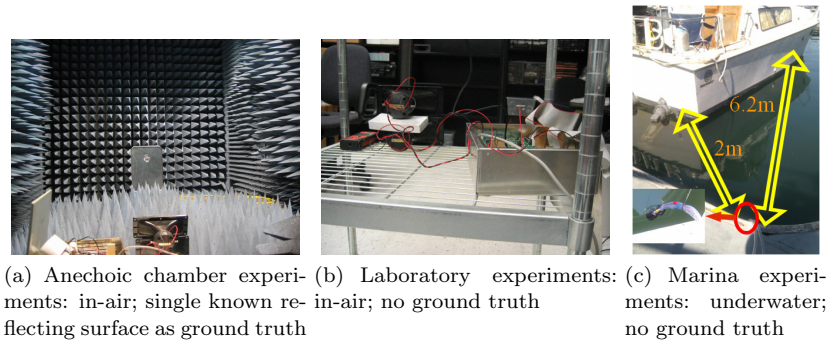 6.2m
2m
(a) Anechoic chamber experi-
ments: in-air; single known re-
flecting surface as ground truth
(b) Laboratory experiments:
in-air; no ground truth
(c) Marina experi-
ments: underwater;
no ground truth